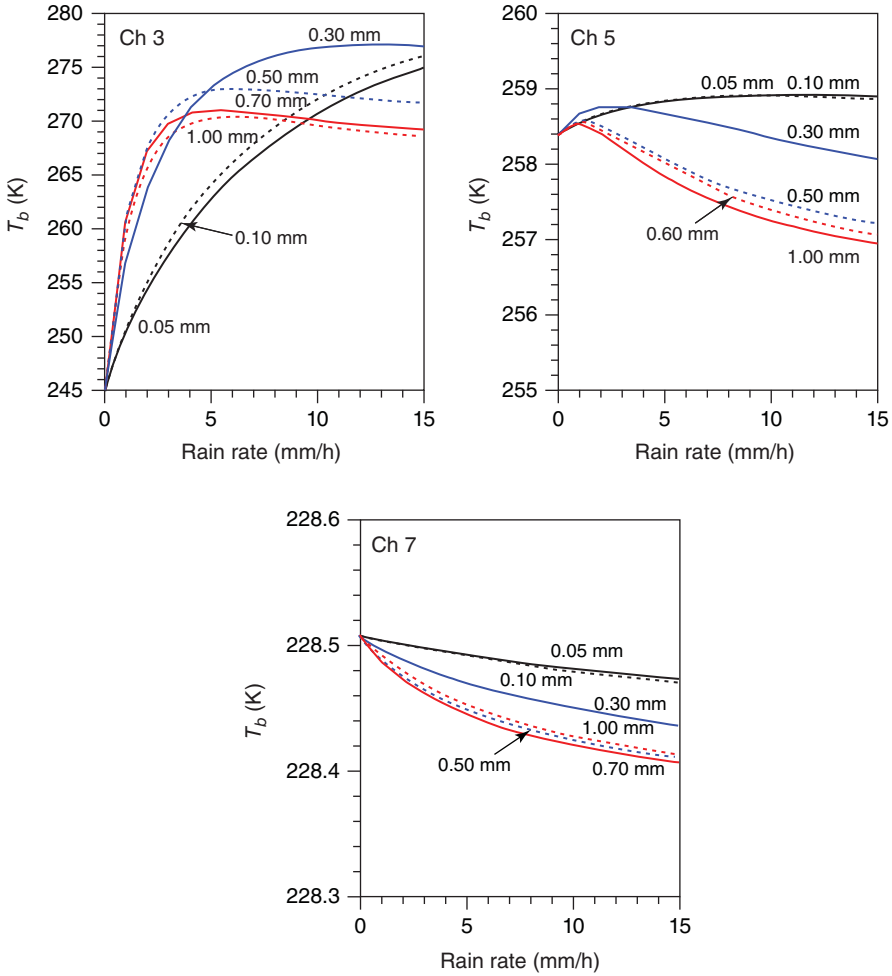 280
275
270
265
260
255
250
245
T_b (K)
Ch 3
0.30 mm
0.50 mm
0.70 mm
1.00 mm
0.10 mm
0.05 mm
0
5
10
15
Rain rate (mm/h)
260
259
258
257
256
255
T_b (K)
Ch 5
0.05 mm 0.10 mm
0.30 mm
0.50 mm
0.60 mm
1.00 mm
0
5
10
15
Rain rate (mm/h)
228.6
228.5
228.4
228.3
T_b (K)
Ch 7
0.05 mm
0.10 mm
0.30 mm
1.00 mm
0.50 mm
0.70 mm
0
5
10
15
Rain rate (mm/h)